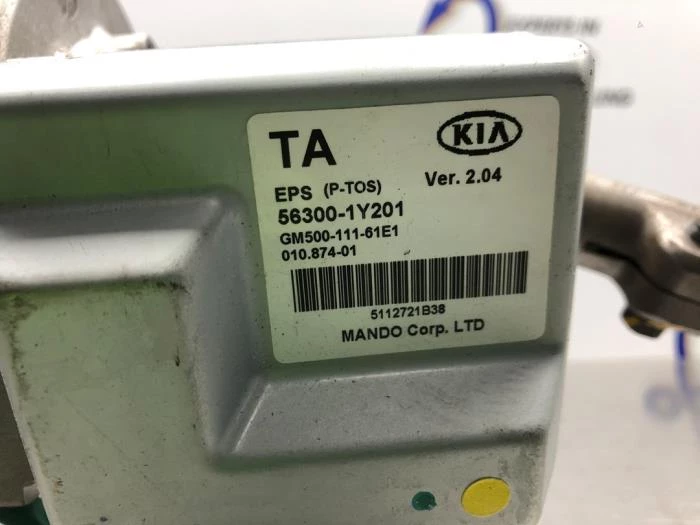 TA
KIA
EPS (P-TOS) Ver. 2.04
56300-1Y201
GM500-111-61E1
010.874-01
5112721B38
MANDO Corp. LTD